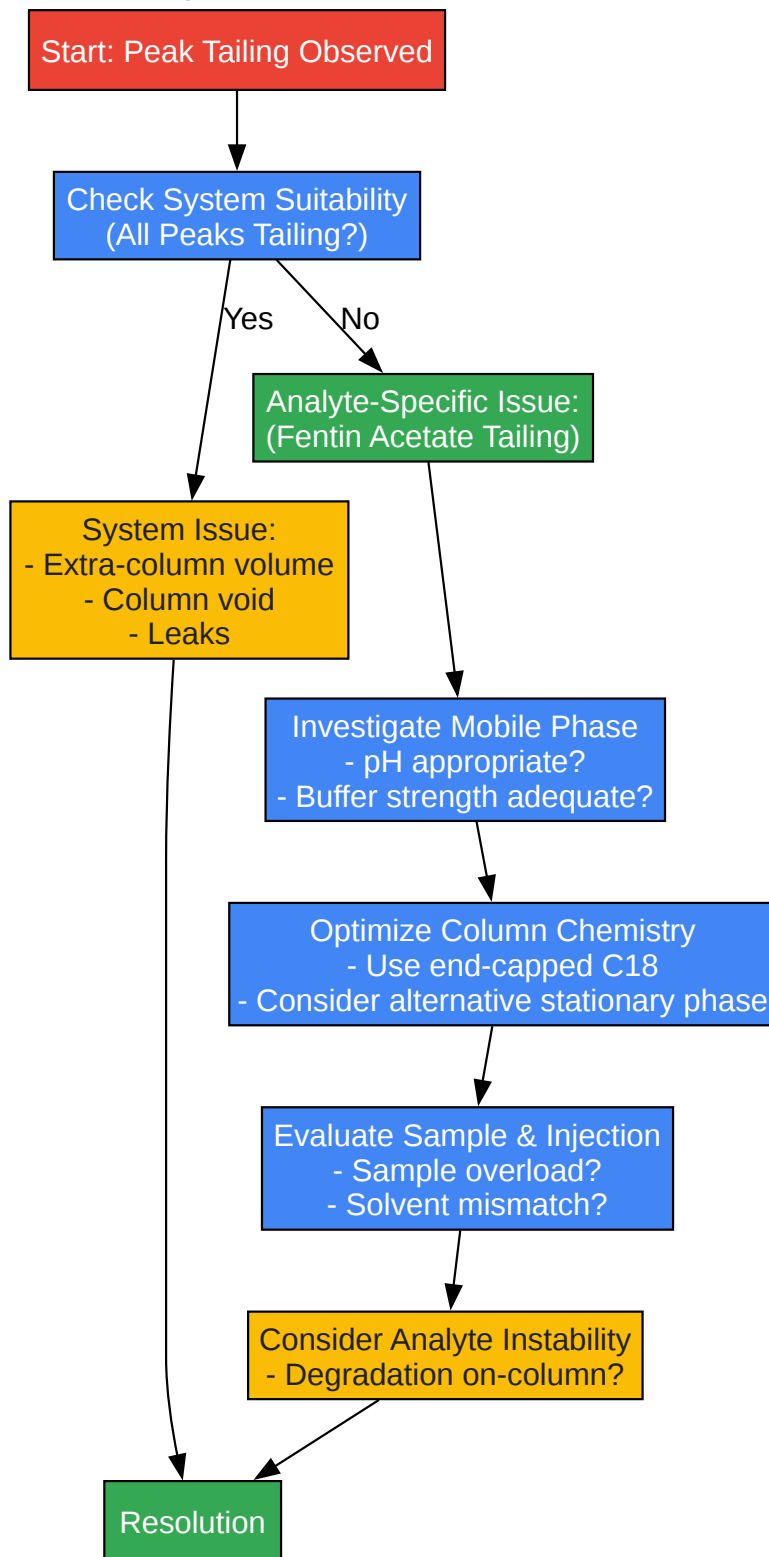 Start: Peak Tailing Observed
Check System Suitability
(All Peaks Tailing?)
Yes
No
Analyte-Specific Issue:
(Fentin Acetate Tailing)
System Issue:
- Extra-column volume
- Column void
- Leaks
Investigate Mobile Phase
- pH appropriate?
- Buffer strength adequate?
Optimize Column Chemistry
- Use end-capped C18
- Consider alternative stationary phase
Evaluate Sample & Injection
- Sample overload?
- Solvent mismatch?
Consider Analyte Instability
- Degradation on-column?
Resolution